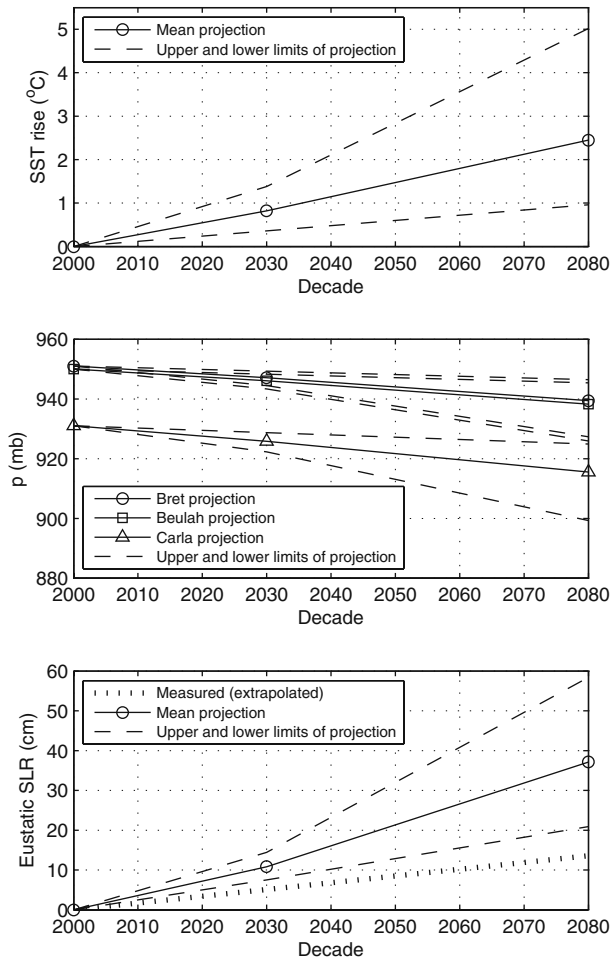 5
4
3
2
1
0
SST rise (°C)
Mean projection
Upper and lower limits of projection
2000 2010 2020 2030 2040 2050 2060 2070 2080
Decade
960
940
920
900
880
p (mb)
Bret projection
Beulah projection
Carla projection
Upper and lower limits of projection
2000 2010 2020 2030 2040 2050 2060 2070 2080
Decade
60
50
40
30
20
10
0
Eustatic SLR (cm)
Measured (extrapolated)
Mean projection
Upper and lower limits of projection
2000 2010 2020 2030 2040 2050 2060 2070 2080
Decade